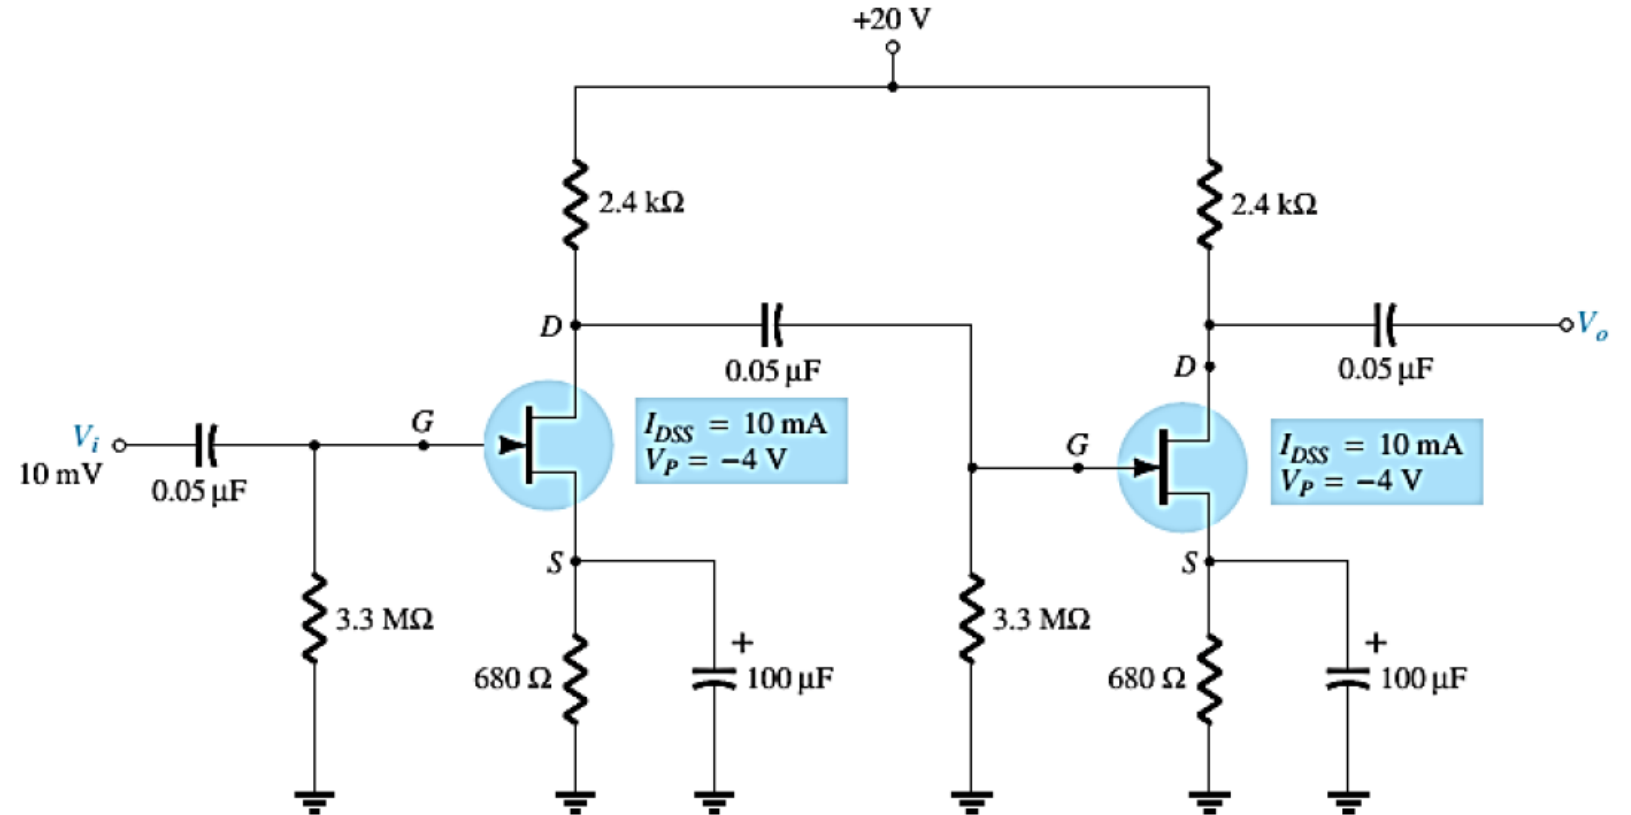 +20 V
2.4 kΩ
2.4 kΩ
D
0.05 μF
D
0.05 μF
Vo
Vi
10 mV
0.05 μF
G
IDSS = 10 mA
VP = −4 V
G
IDSS = 10 mA
VP = −4 V
S
S
3.3 MΩ
3.3 MΩ
680 Ω
+
100 μF
680 Ω
+
100 μF